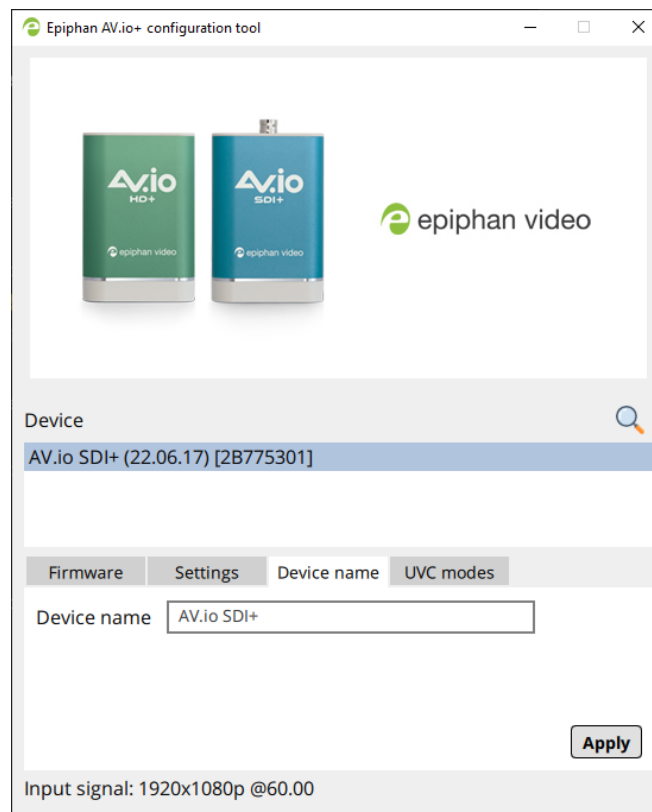 Epiphan AV.io+ configuration tool
AV.io
HD+
epiphan video
AV.io
SDI+
epiphan video
epiphan video
Device
AV.io SDI+ (22.06.17) [2B775301]
Firmware Settings Device name UVC modes
Device name AV.io SDI+
Apply
Input signal: 1920x1080p @60.00